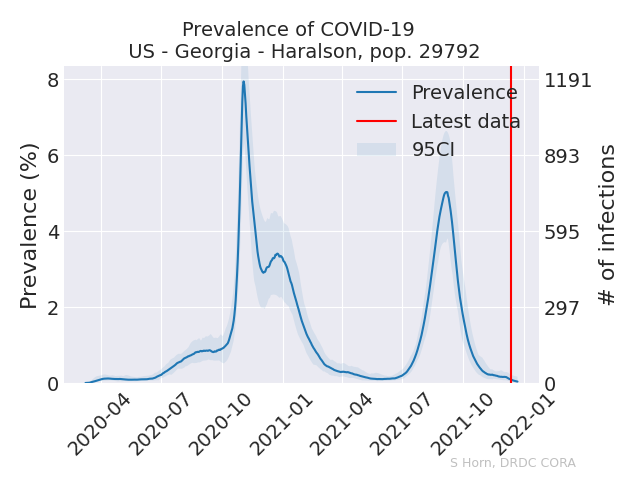 Prevalence of COVID-19
US - Georgia - Haralson, pop. 29792
Prevalence
Latest data
95CI
Prevalence (%)
8
6
4
2
0
1191
893
595
297
0
# of infections
2020-04
2020-07
2020-10
2021-01
2021-04
2021-07
2021-10
2022-01
S Horn, DRDC CORA